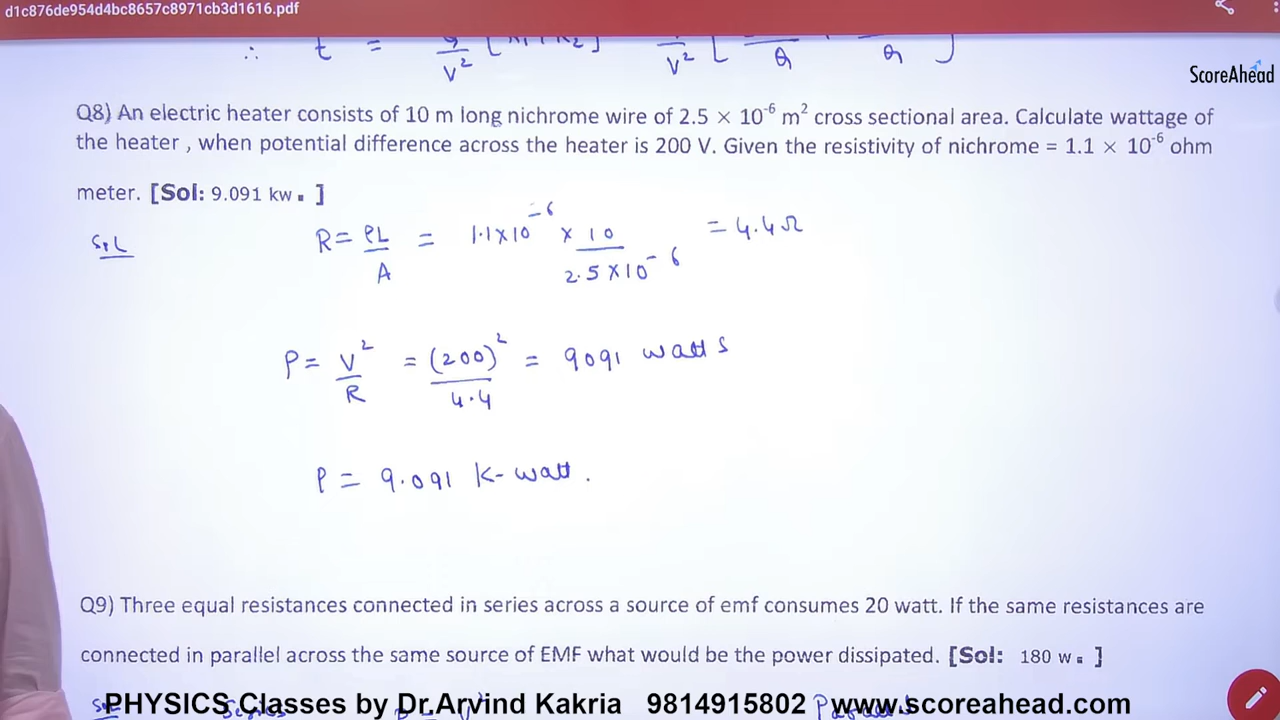 d1c876de954d4bc8657c8971cb3d1616.pdf
∴ t = V² V² θ θ
ScoreAhead
Q8) An electric heater consists of 10 m long nichrome wire of 2.5 × 10⁻⁶ m² cross sectional area. Calculate wattage of
the heater , when potential difference across the heater is 200 V. Given the resistivity of nichrome = 1.1 × 10⁻⁶ ohm
meter. [Sol: 9.091 kw. ]
Sol R = ρL/A = 1.1×10⁻⁶ × 10/2.5×10⁻⁶ = 4.4Ω
P = V²/R = (200)²/4.4 = 9091 watts
P = 9.091 K-watt.
Q9) Three equal resistances connected in series across a source of emf consumes 20 watt. If the same resistances are
connected in parallel across the same source of EMF what would be the power dissipated. [Sol: 180 w. ]
PHYSICS Classes by Dr.Arvind Kakria 9814915802 www.scoreahead.com